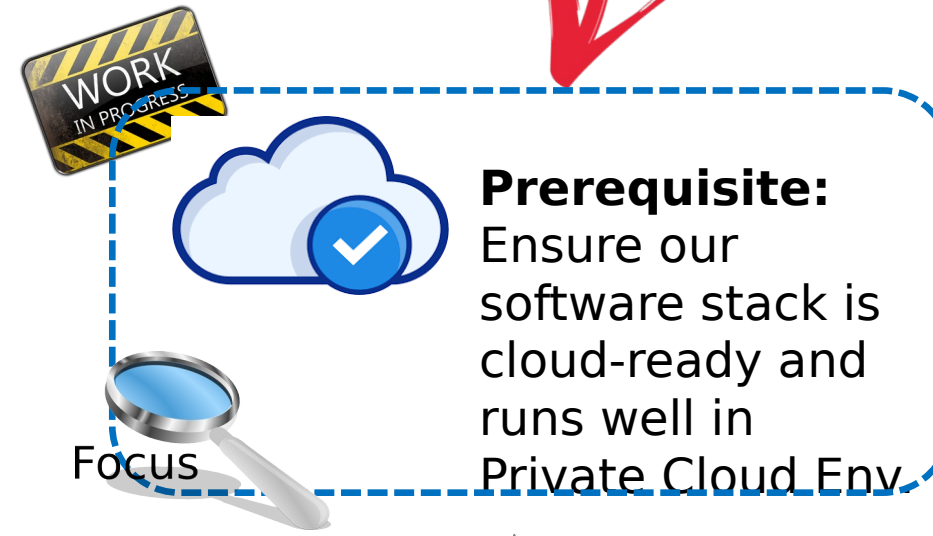 WORK
IN PROGRESS
Prerequisite:
Ensure our
software stack is
cloud-ready and
runs well in
Private Cloud Env.
Focus